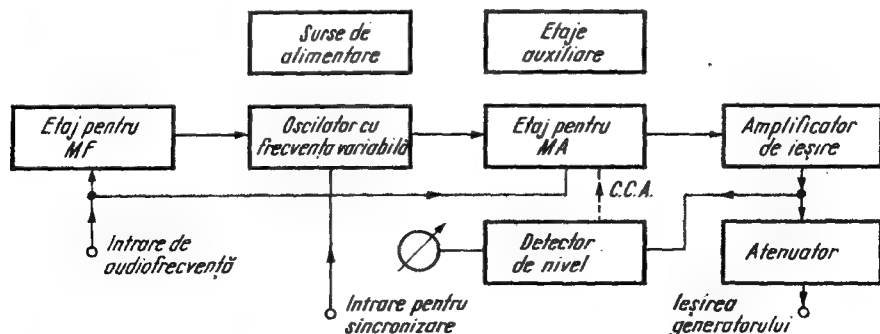 Surse de
alimentare
Etaje
auxiliare
Etaj pentru
MF
Oscilator cu
frecvența variabilă
Etaj pentru
MA
Amplificator
de ieșire
C.C.A.
Intrare de
audiofrecvență
Detector
de nivel
Atenuator
Intrare pentru
sincronizare
Ieșirea
generatorului